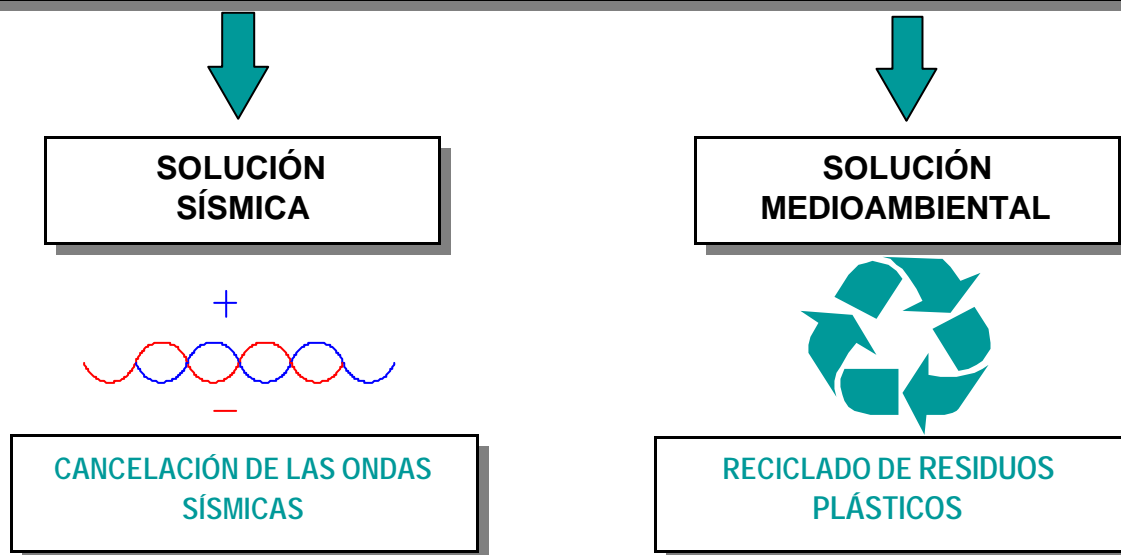 SOLUCIÓN
SÍSMICA
+
−
CANCELACIÓN DE LAS ONDAS
SÍSMICAS
SOLUCIÓN
MEDIOAMBIENTAL
RECICLADO DE RESIDUOS
PLÁSTICOS